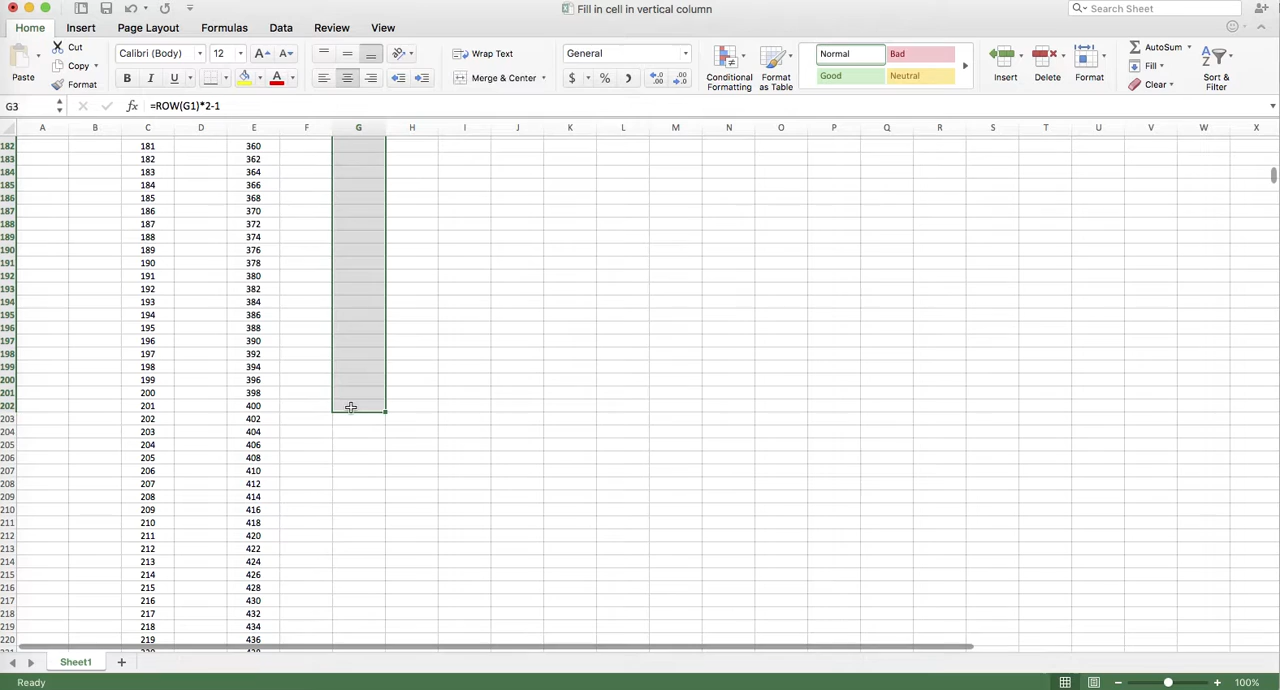 Fill in cell in vertical column
Search Sheet
Home Insert Page Layout Formulas Data Review View
Paste
Cut
Copy
Format
Calibri (Body) 12
B I U
A A
Wrap Text
Merge & Center
General
$ % )
Conditional Formatting
Format as Table
Normal Bad
Good Neutral
Insert Delete Format
AutoSum
Fill
Clear
Sort & Filter
G3 fx =ROW(G1)*2-1
A B C D E F G H I J K L M N O P Q R S T U V W X
182 181 360
183 182 362
184 183 364
185 184 366
186 185 368
187 186 370
188 187 372
189 188 374
190 189 376
191 190 378
192 191 380
193 192 382
194 193 384
195 194 386
196 195 388
197 196 390
198 197 392
199 198 394
200 199 396
201 200 398
202 201 400
203 202 402
204 203 404
205 204 406
206 205 408
207 206 410
208 207 412
209 208 414
210 209 416
211 210 418
212 211 420
213 212 422
214 213 424
215 214 426
216 215 428
217 216 430
218 217 432
219 218 434
220 219 436
Sheet1
Ready
100%